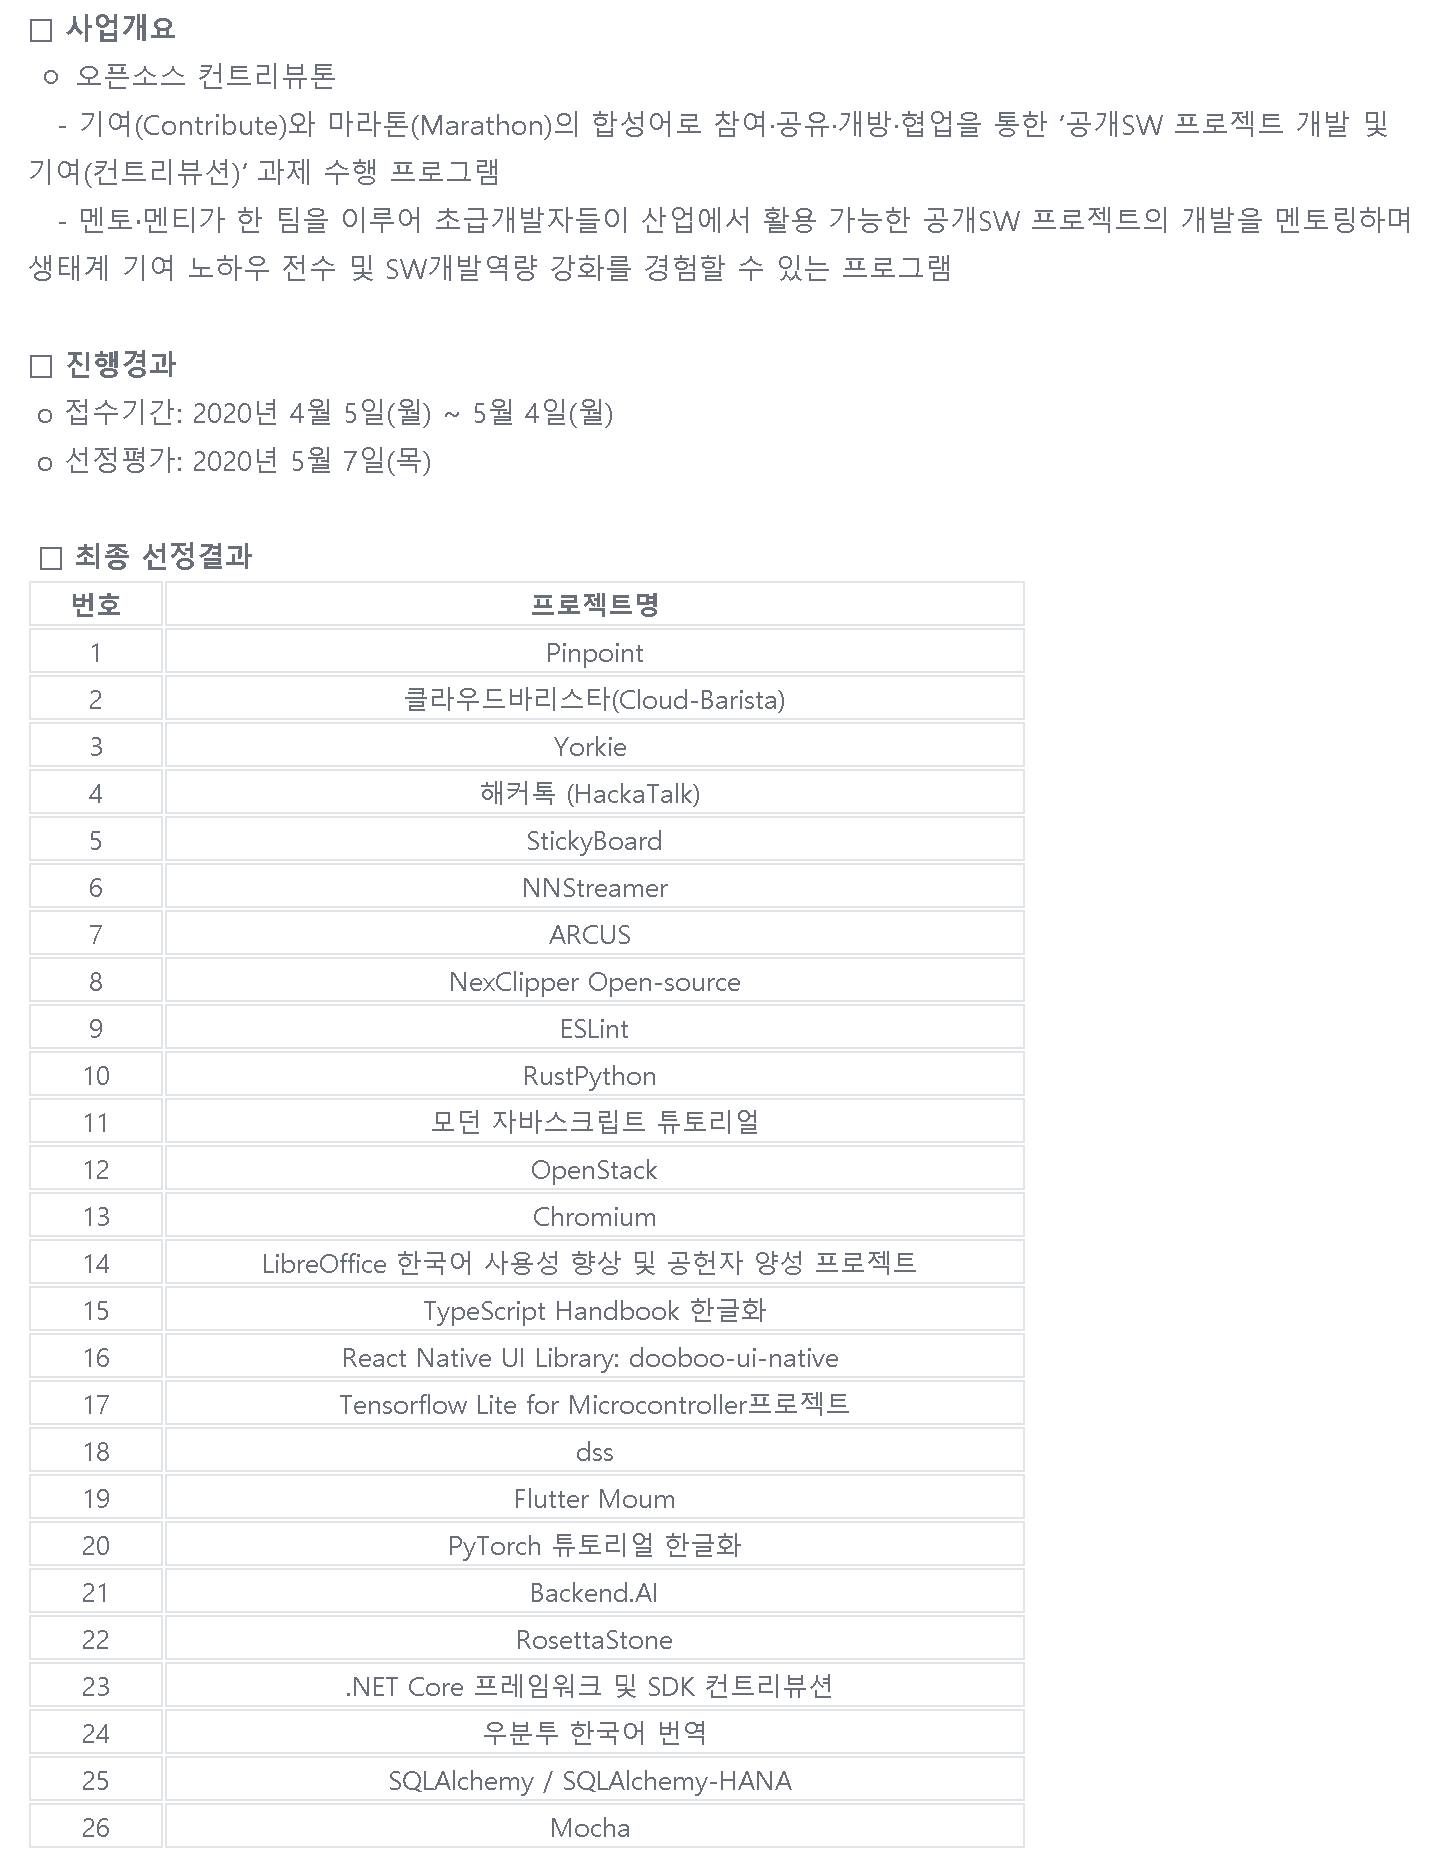 □ 사업개요
ㅇ 오픈소스 컨트리뷰톤
- 기여(Contribute)와 마라톤(Marathon)의 합성어로 참여·공유·개방·협업을 통한 ‘공개SW 프로젝트 개발 및
기여(컨트리뷰션)‘ 과제 수행 프로그램
- 멘토·멘티가 한 팀을 이루어 초급개발자들이 산업에서 활용 가능한 공개SW 프로젝트의 개발을 멘토링하며
생태계 기여 노하우 전수 및 SW개발역량 강화를 경험할 수 있는 프로그램
□ 진행경과
o 접수기간: 2020년 4월 5일(월) ~ 5월 4일(월)
o 선정평가: 2020년 5월 7일(목)
□ 최종 선정결과
번호 프로젝트명
1 Pinpoint
2 클라우드바리스타(Cloud-Barista)
3 Yorkie
4 해커톡 (HackaTalk)
5 StickyBoard
6 NNStreamer
7 ARCUS
8 NexClipper Open-source
9 ESLint
10 RustPython
11 모던 자바스크립트 튜토리얼
12 OpenStack
13 Chromium
14 LibreOffice 한국어 사용성 향상 및 공헌자 양성 프로젝트
15 TypeScript Handbook 한글화
16 React Native UI Library: dooboo-ui-native
17 Tensorflow Lite for Microcontroller프로젝트
18 dss
19 Flutter Moum
20 PyTorch 튜토리얼 한글화
21 Backend.AI
22 RosettaStone
23 .NET Core 프레임워크 및 SDK 컨트리뷰션
24 우분투 한국어 번역
25 SQLAlchemy / SQLAlchemy-HANA
26 Mocha